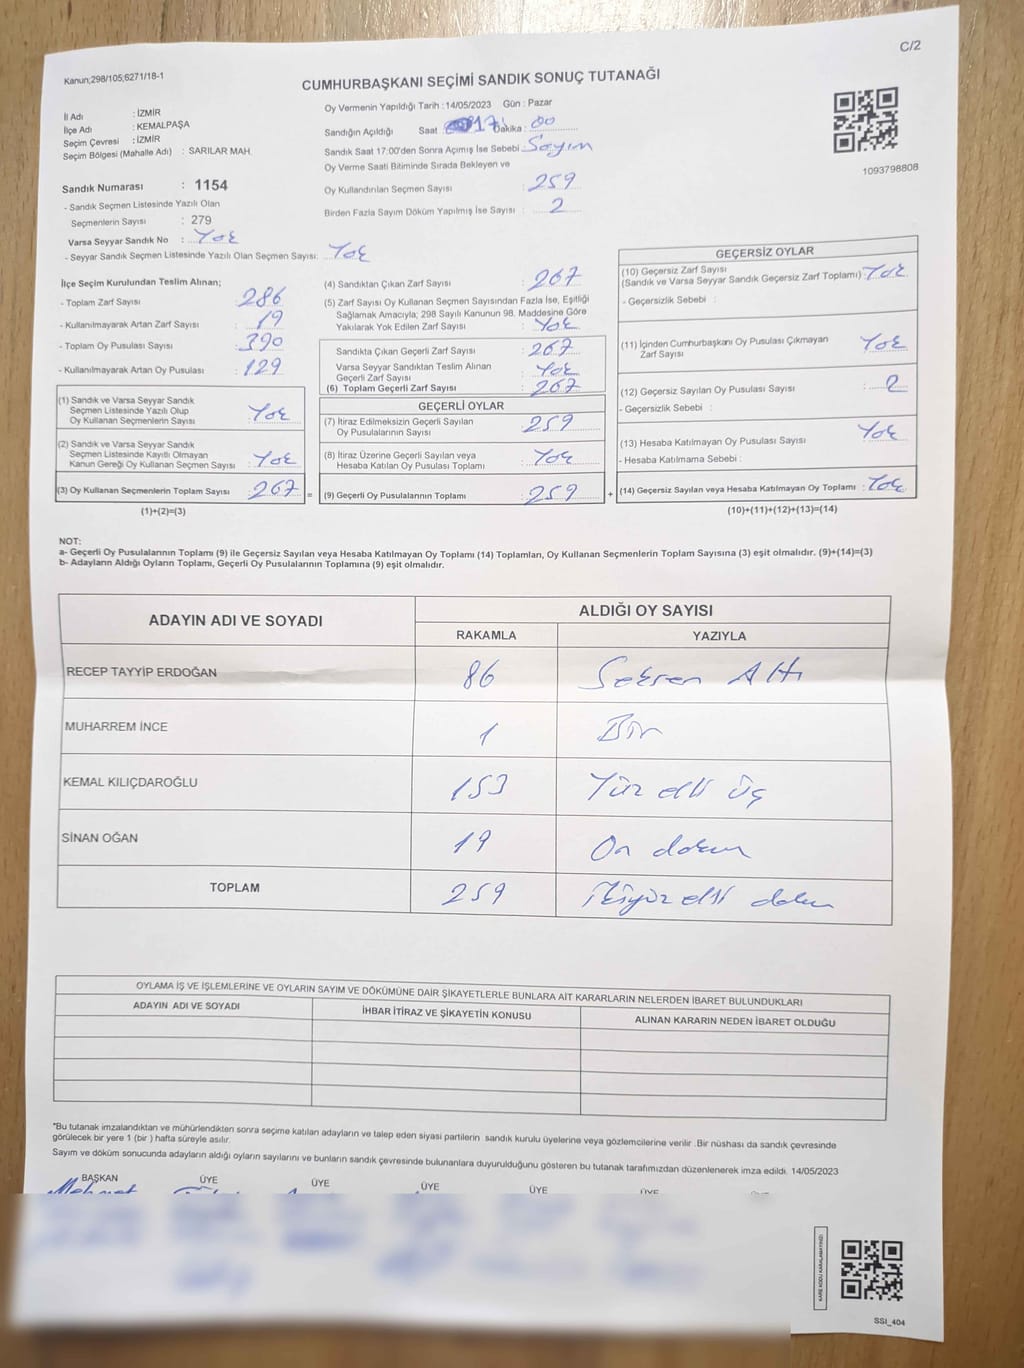 C/2
Kanun;298/105;6271/18-1
CUMHURBAŞKANI SEÇİMİ SANDIK SONUÇ TUTANAĞI
İl Adı : İZMİR
İlçe Adı : KEMALPAŞA
Seçim Çevresi : İZMİR
Seçim Bölgesi (Mahalle Adı) : SARILAR MAH.
Sandık Numarası : 1154
- Sandık Seçmen Listesinde Yazılı Olan
Seçmenlerin Sayısı : 279
Varsa Seyyar Sandık No : Yok
- Seyyar Sandık Seçmen Listesinde Yazılı Olan Seçmen Sayısı: Yok
Oy Vermenin Yapıldığı Tarih : 14/05/2023 Gün : Pazar
Sandığın Açıldığı Saat 17 Dakika : 00
Sandık Saat 17:00'den Sonra Açımış İse Sebebi Sayım
Oy Verme Saati Bitiminde Sırada Bekleyen ve
Oy Kullandırılan Seçmen Sayısı : 259
Birden Fazla Sayım Döküm Yapılmış İse Sayısı : 2
1093798808
İlçe Seçim Kurulundan Teslim Alınan;
- Toplam Zarf Sayısı : 286
- Kullanılmayarak Artan Zarf Sayısı : 19
- Toplam Oy Pusulası Sayısı : 390
- Kullanılmayarak Artan Oy Pusulası : 129
(1) Sandık ve Varsa Seyyar Sandık
Seçmen Listesinde Yazılı Olup
Oy Kullanan Seçmenlerin Sayısı : Yok
(2) Sandık ve Varsa Seyyar Sandık
Seçmen Listesinde Kayıtlı Olmayan
Kanun Gereği Oy Kullanan Seçmen Sayısı : Yok
(3) Oy Kullanan Seçmenlerin Toplam Sayısı : 267
(1)+(2)=(3)
(4) Sandıktan Çıkan Zarf Sayısı : 267
(5) Zarf Sayısı Oy Kullanan Seçmen Sayısından Fazla İse, Eşitliği
Sağlamak Amacıyla; 298 Sayılı Kanunun 98. Maddesine Göre
Yakılarak Yok Edilen Zarf Sayısı : Yok
Sandıkta Çıkan Geçerli Zarf Sayısı : 267
Varsa Seyyar Sandıktan Teslim Alınan
Geçerli Zarf Sayısı : Yok
(6) Toplam Geçerli Zarf Sayısı : 267
GEÇERLİ OYLAR
(7) İtiraz Edilmeksizin Geçerli Sayılan
Oy Pusulalarının Sayısı : 259
(8) İtiraz Üzerine Geçerli Sayılan veya
Hesaba Katılan Oy Pusulası Toplamı : Yok
= (9) Geçerli Oy Pusulalarının Toplamı : 259 +
GEÇERSİZ OYLAR
(10) Geçersiz Zarf Sayısı
(Sandık ve Varsa Seyyar Sandık Geçersiz Zarf Toplamı) : Yok
- Geçersizlik Sebebi :
(11) İçinden Cumhurbaşkanı Oy Pusulası Çıkmayan
Zarf Sayısı : Yok
(12) Geçersiz Sayılan Oy Pusulası Sayısı : 2
- Geçersizlik Sebebi :
(13) Hesaba Katılmayan Oy Pusulası Sayısı : Yok
- Hesaba Katılmama Sebebi :
(14) Geçersiz Sayılan veya Hesaba Katılmayan Oy Toplamı : Yok
(10)+(11)+(12)+(13)=(14)
NOT:
a- Geçerli Oy Pusulalarının Toplamı (9) ile Geçersiz Sayılan veya Hesaba Katılmayan Oy Toplamı (14) Toplamları, Oy Kullanan Seçmenlerin Toplam Sayısına (3) eşit olmalıdır. (9)+(14)=(3)
b- Adayların Aldığı Oyların Toplamı, Geçerli Oy Pusulalarının Toplamına (9) eşit olmalıdır.
ADAYIN ADI VE SOYADI ALDIĞI OY SAYISI
RAKAMLA YAZIYLA
RECEP TAYYİP ERDOĞAN 86 Seksen Altı
MUHARREM İNCE 1 Bir
KEMAL KILIÇDAROĞLU 153 Yüz elli üç
SİNAN OĞAN 19 On dokuz
TOPLAM 259 İkiyüz elli dokuz
OYLAMA İŞ VE İŞLEMLERİNE VE OYLARIN SAYIM VE DÖKÜMÜNE DAİR ŞİKAYETLERLE BUNLARA AİT KARARLARIN NELERDEN İBARET BULUNDUKLARI
ADAYIN ADI VE SOYADI İHBAR İTİRAZ VE ŞİKAYETİN KONUSU ALINAN KARARIN NEDEN İBARET OLDUĞU
*Bu tutanak imzalandıktan ve mühürlendikten sonra seçime katılan adayların ve talep eden siyasi partilerin sandık kurulu üyelerine veya gözlemcilerine verilir .Bir nüshası da sandık çevresinde
görülecek bir yere 1 (bir ) hafta süreyle asılır.
Sayım ve döküm sonucunda adayların aldığı oyların sayılarını ve bunların sandık çevresinde bulunanlara duyurulduğunu gösteren bu tutanak tarafımızdan düzenlenerek imza edildi. 14/05/2023
BAŞKAN ÜYE ÜYE ÜYE ÜYE ÜYE
Mehmet
KARE KODU KARALAMAYINIZ!
SSI_404